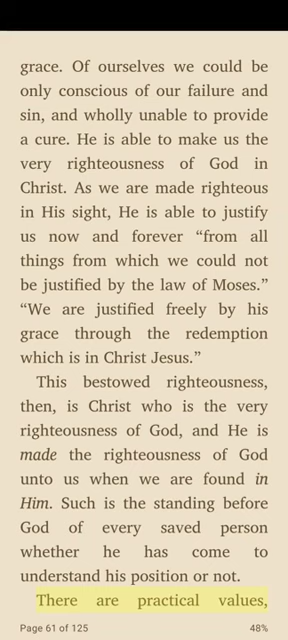 grace. Of ourselves we could be
only conscious of our failure and
sin, and wholly unable to provide
a cure. He is able to make us the
very righteousness of God in
Christ. As we are made righteous
in His sight, He is able to justify
us now and forever “from all
things from which we could not
be justified by the law of Moses.”
“We are justified freely by his
grace through the redemption
which is in Christ Jesus.”
This bestowed righteousness,
then, is Christ who is the very
righteousness of God, and He is
made the righteousness of God
unto us when we are found in
Him. Such is the standing before
God of every saved person
whether he has come to
understand his position or not.
There are practical values,
Page 61 of 125
48%